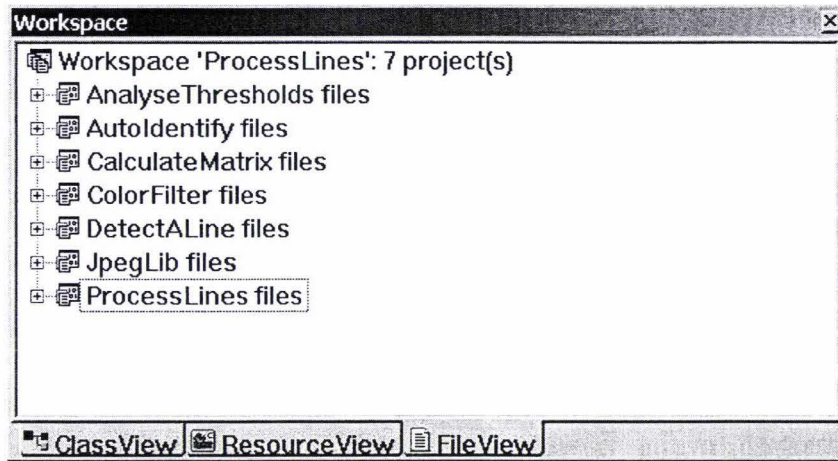 Workspace
Workspace 'ProcessLines': 7 project(s)
AnalyseThresholds files
AutoIdentify files
CalculateMatrix files
ColorFilter files
DetectALine files
JpegLib files
ProcessLines files
ClassView ResourceView FileView